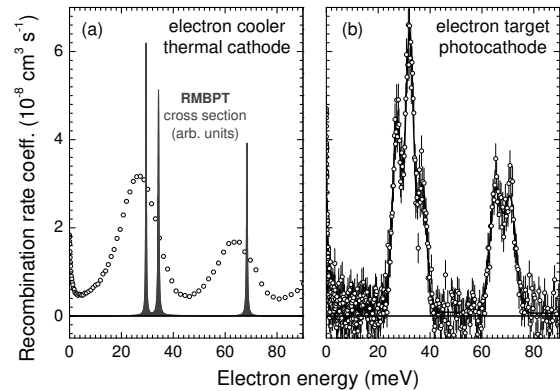 (a) electron cooler
thermal cathode
RMBPT
cross section
(arb. units)
(b) electron target
photocathode
Recombination rate coeff. (10⁻⁸ cm³ s⁻¹)
6
4
2
0
0 20 40 60 80
0 20 40 60 80
Electron energy (meV)